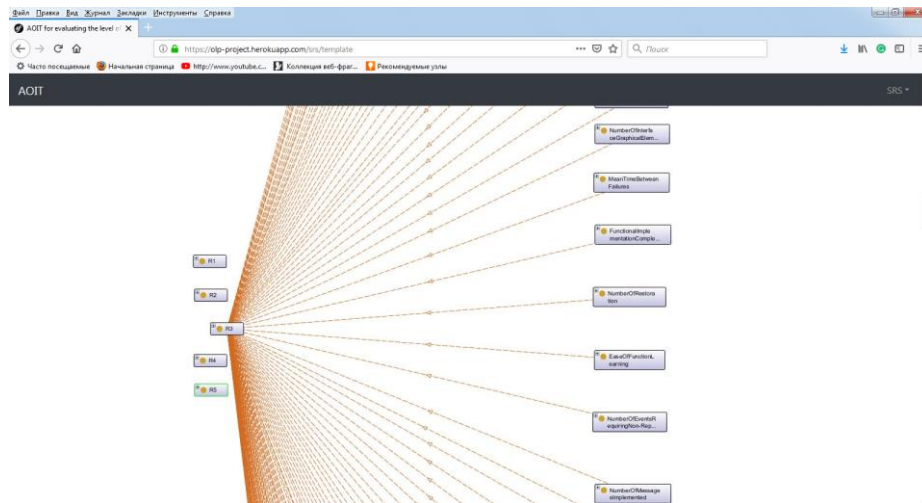 Файл Правка Вид Журнал Закладки Инструменты Справка
AOIT for evaluating the level of
https://olp-project.herokuapp.com/srs/template
Поиск
Часто посещаемые Начальная страница http://www.youtube.c... Коллекция веб-фраг... Рекомендуемые узлы
AOIT SRS
NumberOfInterfa
ceGraphicalElem...
MeanTimeBetween
Failures
FunctionalImple
mentationComple...
R1
R2
NumberOfRestora
tion
R3
R4
EaseOfFunctionL
earning
R5
NumberOfEventsR
equiringNon-Rep...
NumberOfMessage
sImplemented